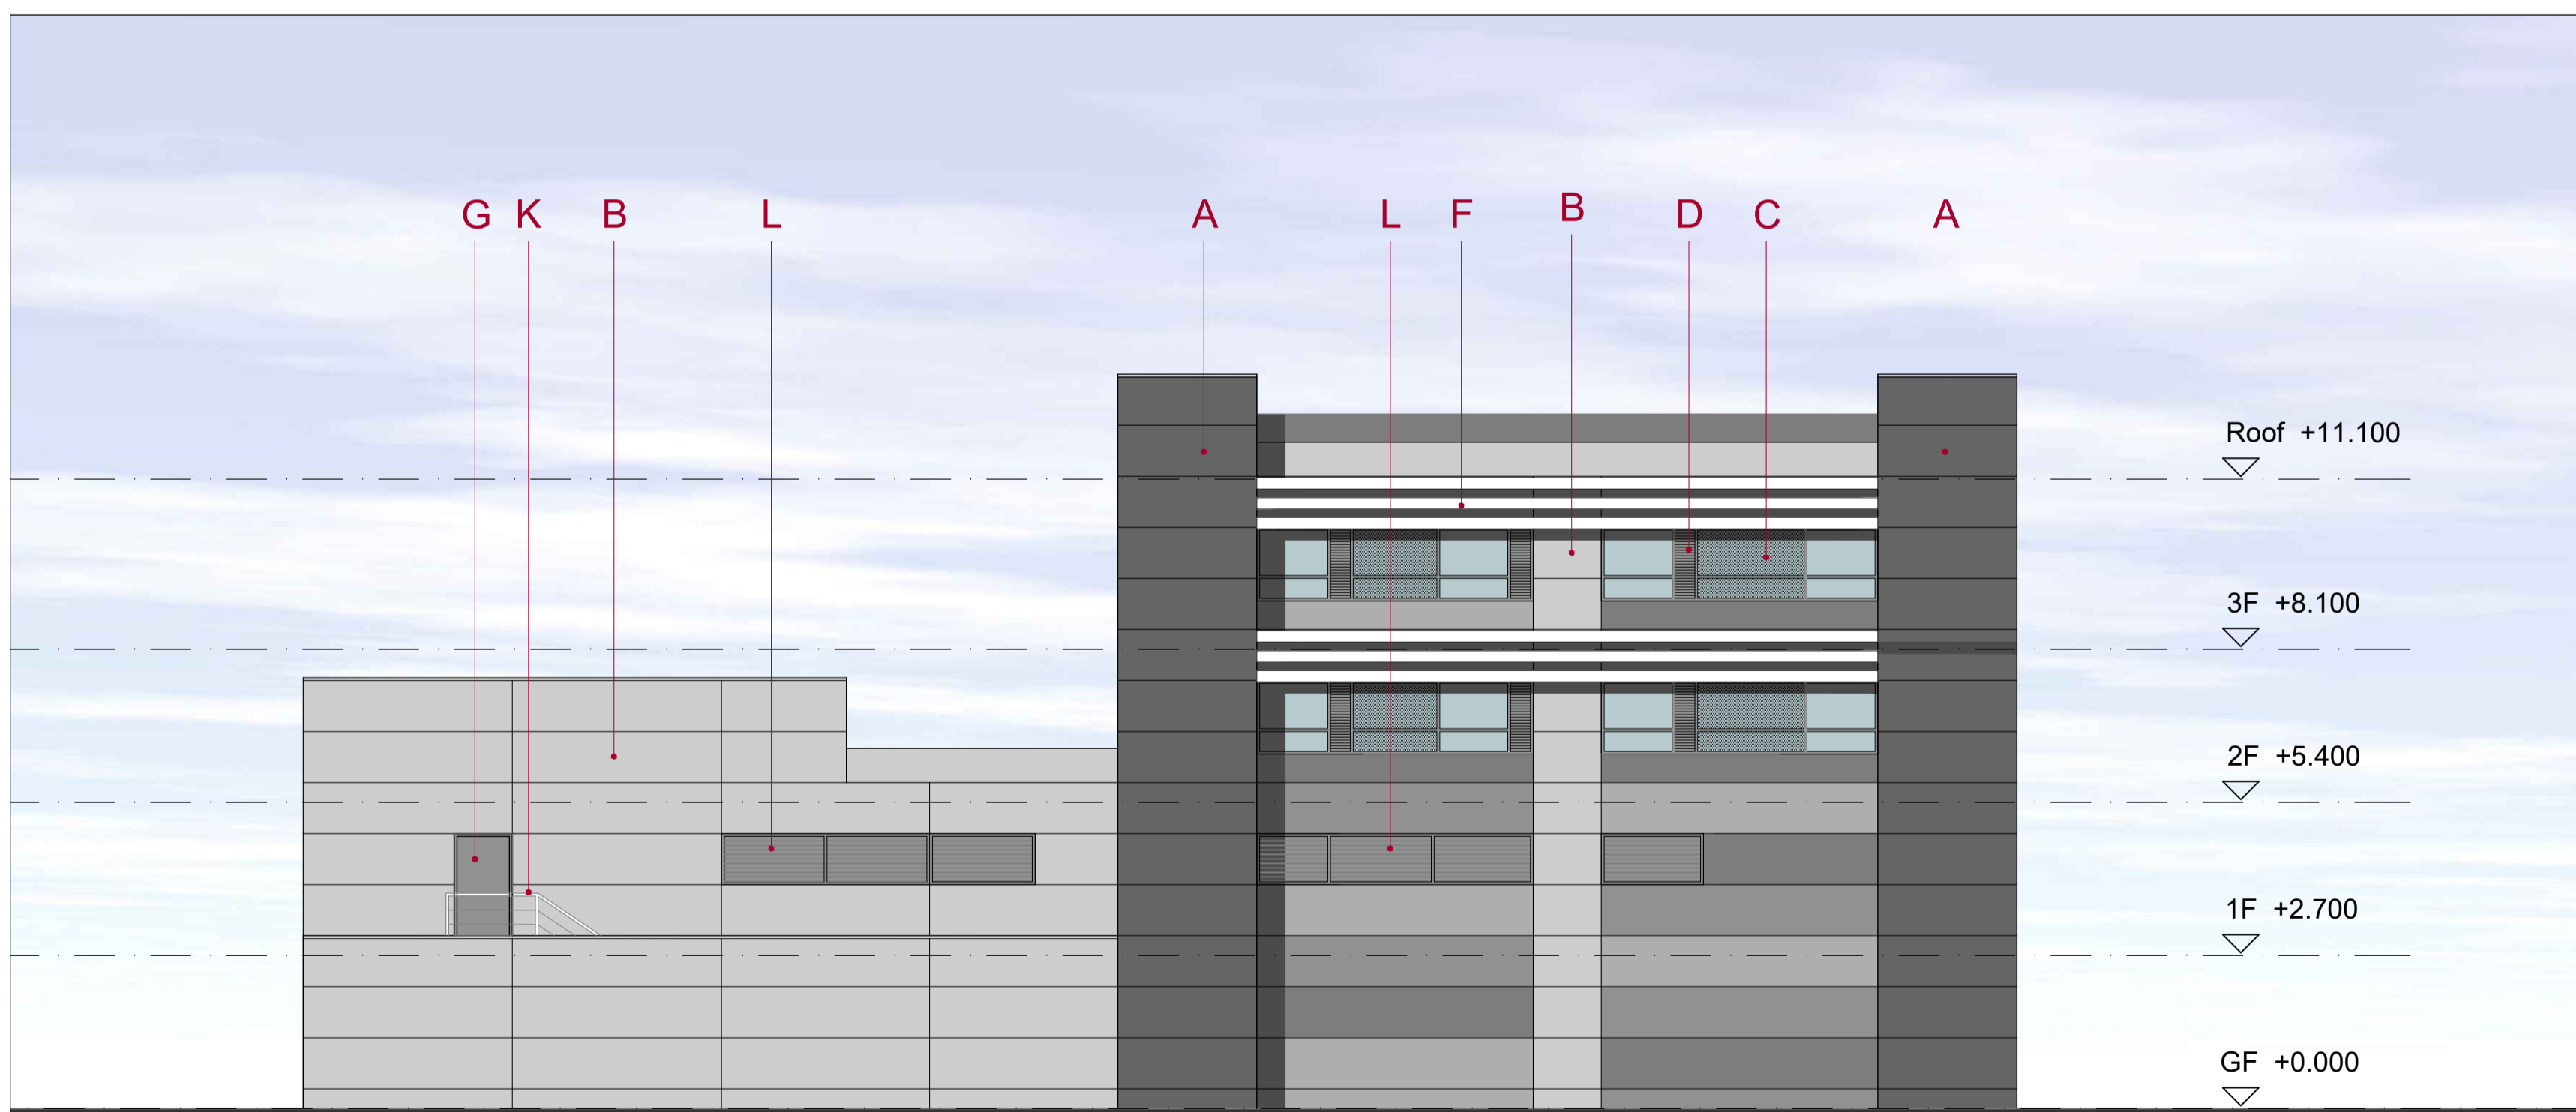 G K B L A L F B D C A
Roof +11.100
3F +8.100
2F +5.400
1F +2.700
GF +0.000